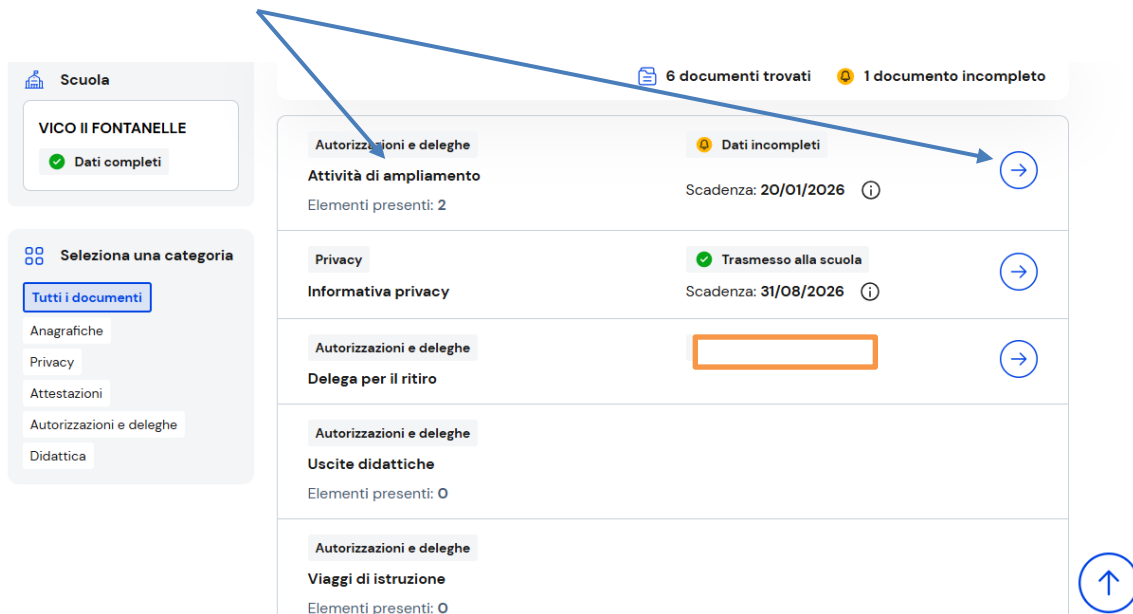 Scuola
VICO II FONTANELLE
Dati completi
Seleziona una categoria
Tutti i documenti
Anagrafiche
Privacy
Attestazioni
Autorizzazioni e deleghe
Didattica
6 documenti trovati
1 documento incompleto
Autorizzazioni e deleghe
Dati incompleti
Attività di ampliamento
Scadenza: 20/01/2026
Elementi presenti: 2
Privacy
Trasmesso alla scuola
Informativa privacy
Scadenza: 31/08/2026
Autorizzazioni e deleghe
Delega per il ritiro
Autorizzazioni e deleghe
Uscite didattiche
Elementi presenti: 0
Autorizzazioni e deleghe
Viaggi di istruzione
Elementi presenti: 0